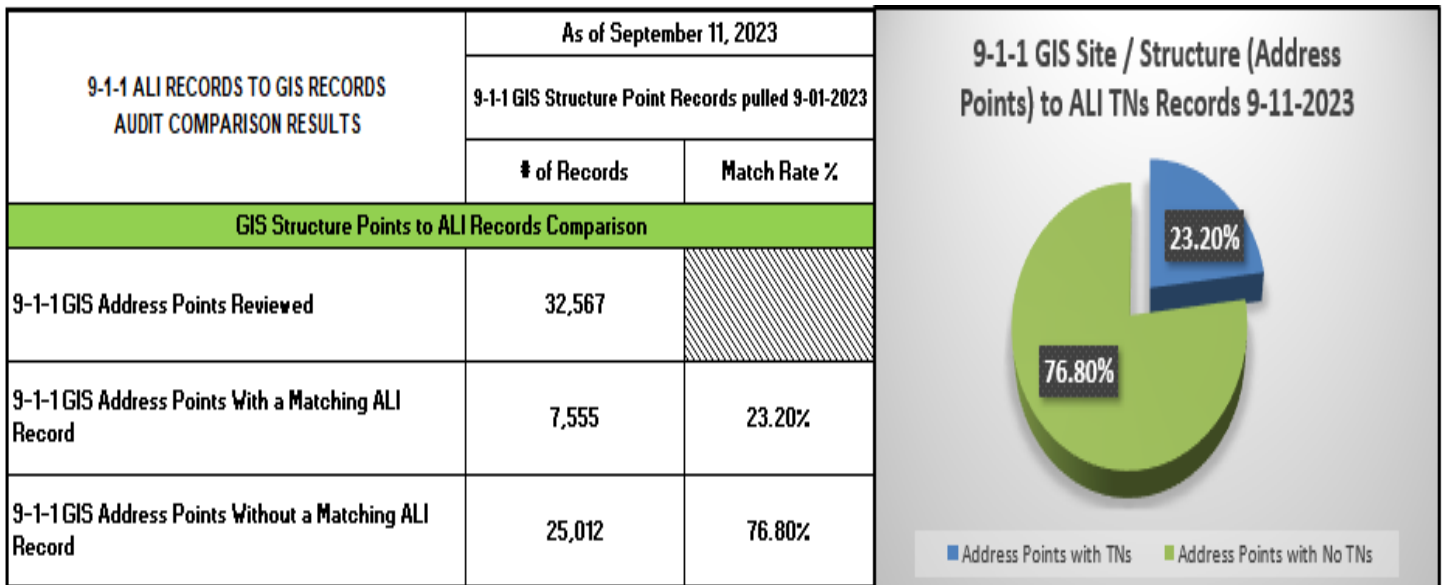 9-1-1 ALI RECORDS TO GIS RECORDS
AUDIT COMPARISON RESULTS
As of September 11, 2023
9-1-1 GIS Structure Point Records pulled 9-01-2023
# of Records
Match Rate %
GIS Structure Points to ALI Records Comparison
9-1-1 GIS Address Points Reviewed
32,567
9-1-1 GIS Address Points With a Matching ALI
Record
7,555
23.20%
9-1-1 GIS Address Points Without a Matching ALI
Record
25,012
76.80%
9-1-1 GIS Site / Structure (Address
Points) to ALI TNs Records 9-11-2023
23.20%
76.80%
Address Points with TNs
Address Points with No TNs